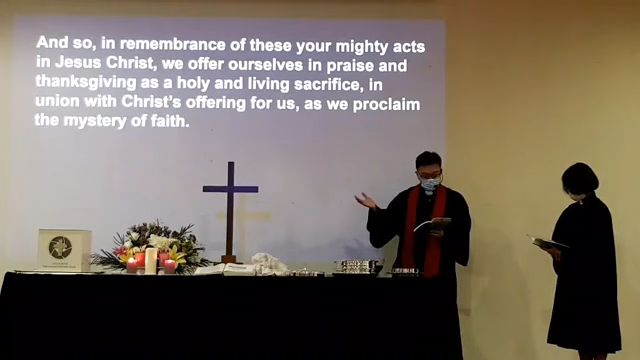 And so, in remembrance of these your mighty acts
in Jesus Christ, we offer ourselves in praise and
thanksgiving as a holy and living sacrifice, in
union with Christ's offering for us, as we proclaim
the mystery of faith.